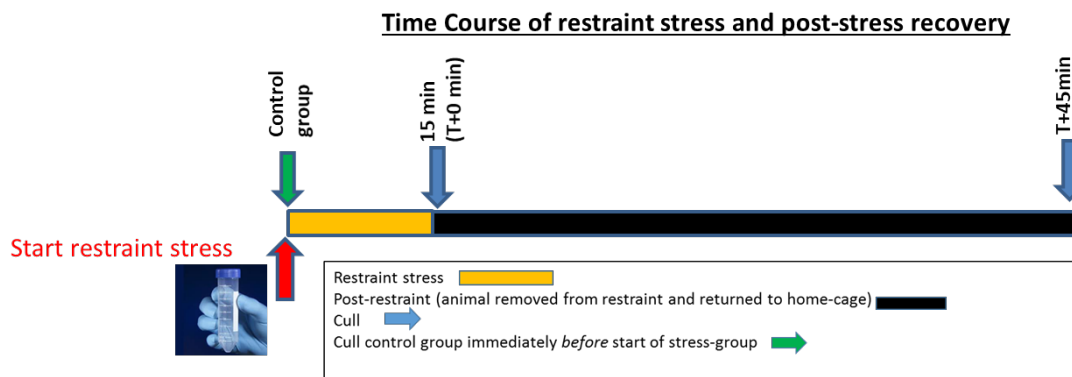 Time Course of restraint stress and post-stress recovery
Control
group
15 min
(T+0 min)
T+45min
Start restraint stress
Restraint stress
Post-restraint (animal removed from restraint and returned to home-cage)
Cull
Cull control group immediately before start of stress-group